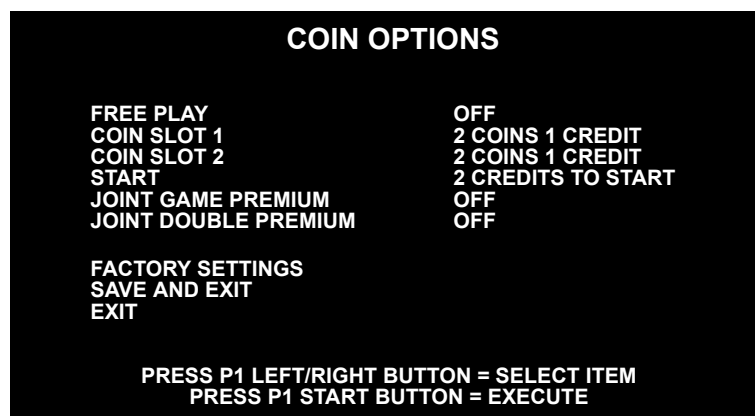 COIN OPTIONS
FREE PLAY OFF
COIN SLOT 1 2 COINS 1 CREDIT
COIN SLOT 2 2 COINS 1 CREDIT
START 2 CREDITS TO START
JOINT GAME PREMIUM OFF
JOINT DOUBLE PREMIUM OFF
FACTORY SETTINGS
SAVE AND EXIT
EXIT
PRESS P1 LEFT/RIGHT BUTTON = SELECT ITEM
PRESS P1 START BUTTON = EXECUTE